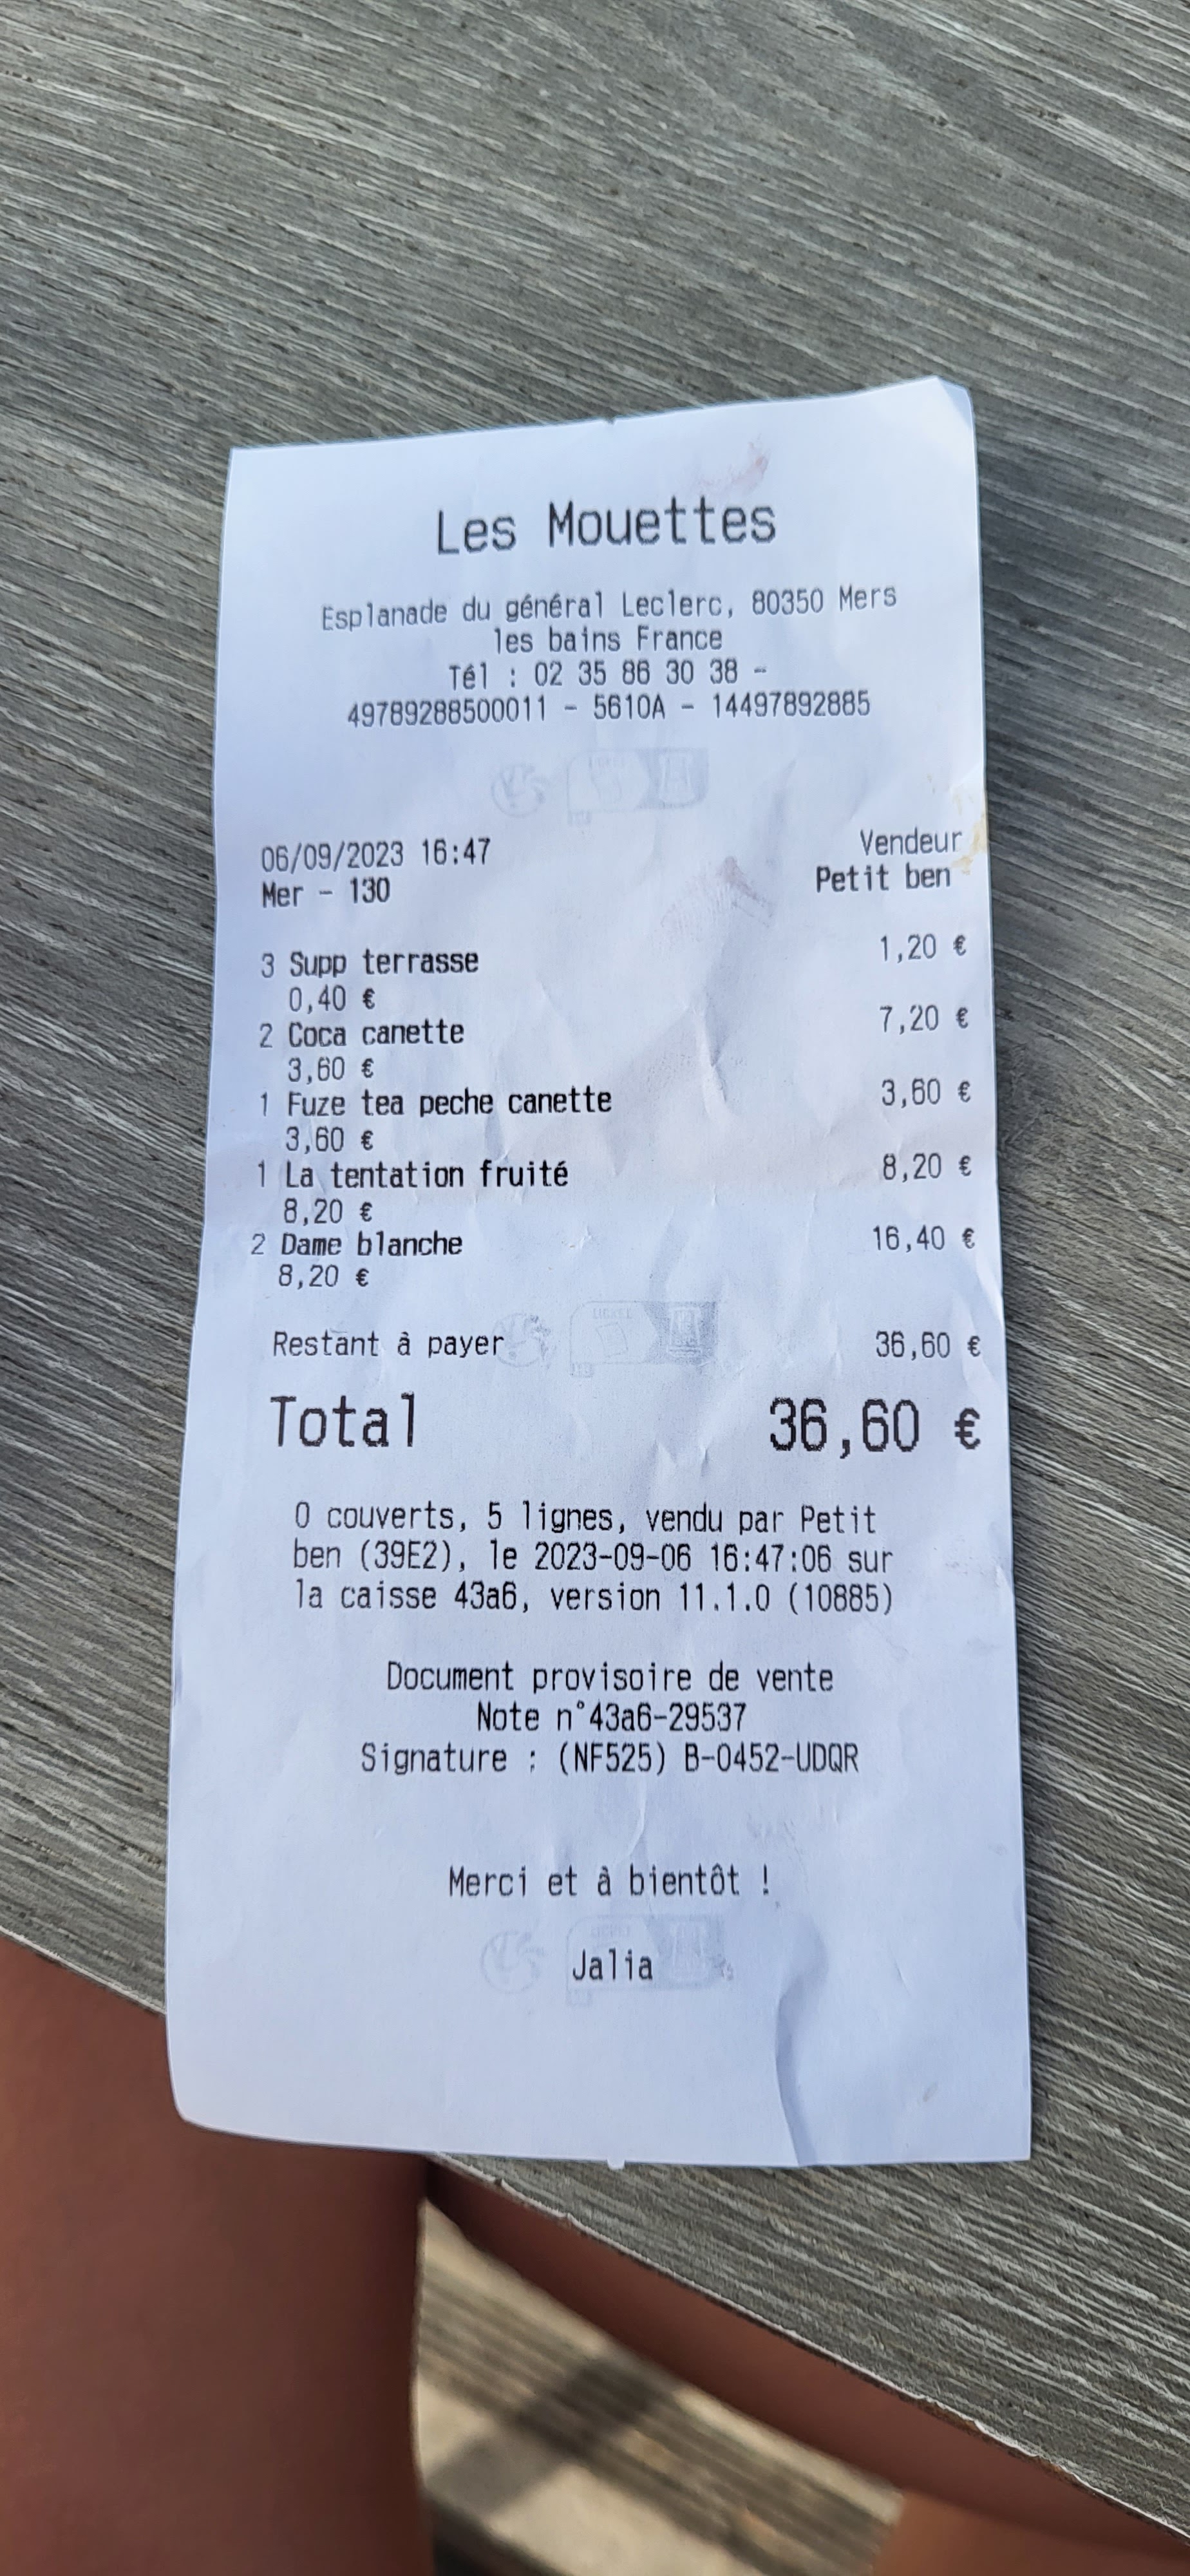 Les Mouettes
Esplanade du général Leclerc, 80350 Mers
les bains France
Tél : 02 35 86 30 38 -
49789288500011 - 5610A - 14497892885
06/09/2023 16:47 Vendeur
Mer - 130 Petit ben
3 Supp terrasse 1,20 €
0,40 €
2 Coca canette 7,20 €
3,60 €
1 Fuze tea peche canette 3,60 €
3,60 €
1 La tentation fruité 8,20 €
8,20 €
2 Dame blanche 16,40 €
8,20 €
Restant à payer 36,60 €
Total 36,60 €
0 couverts, 5 lignes, vendu par Petit
ben (39E2), le 2023-09-06 16:47:06 sur
la caisse 43a6, version 11.1.0 (10885)
Document provisoire de vente
Note n°43a6-29537
Signature : (NF525) B-0452-UDQR
Merci et à bientôt !
Jalia